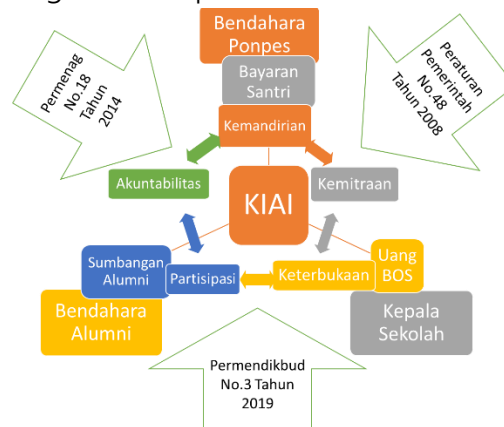 Bendahara
Ponpes
Bayaran
Santri
Kemandirian
Permenag
No.18
Tahun
2014
Peraturan
Pemerintah
No.48
Tahun 2008
Akuntabilitas
KIAI
Kemitraan
Sumbangan
Alumni
Partisipasi
Keterbukaan
Uang
BOS
Bendahara
Alumni
Kepala
Sekolah
Permendikbud
No.3 Tahun
2019